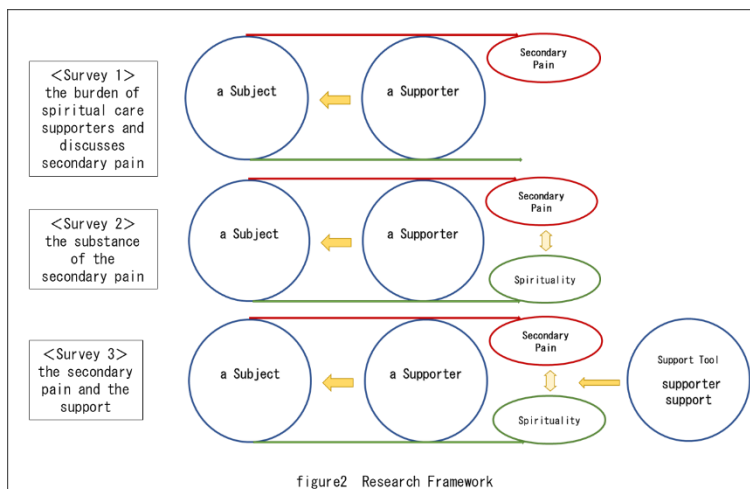 <Survey 1>
the burden of
spiritual care
supporters and
discusses
secondary pain
a Subject
a Supporter
Secondary
Pain
<Survey 2>
the substance
of the
secondary pain
a Subject
a Supporter
Secondary
Pain
Spirituality
<Survey 3>
the secondary
pain and the
support
a Subject
a Supporter
Secondary
Pain
Spirituality
Support Tool
supporter
support
figure2 Research Framework